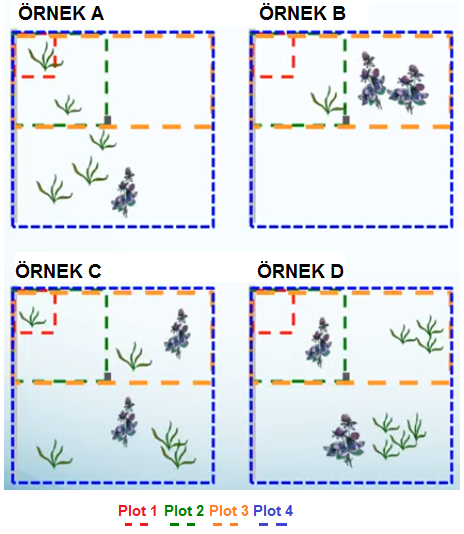 ÖRNEK A
ÖRNEK B
ÖRNEK C
ÖRNEK D
Plot 1 Plot 2 Plot 3 Plot 4